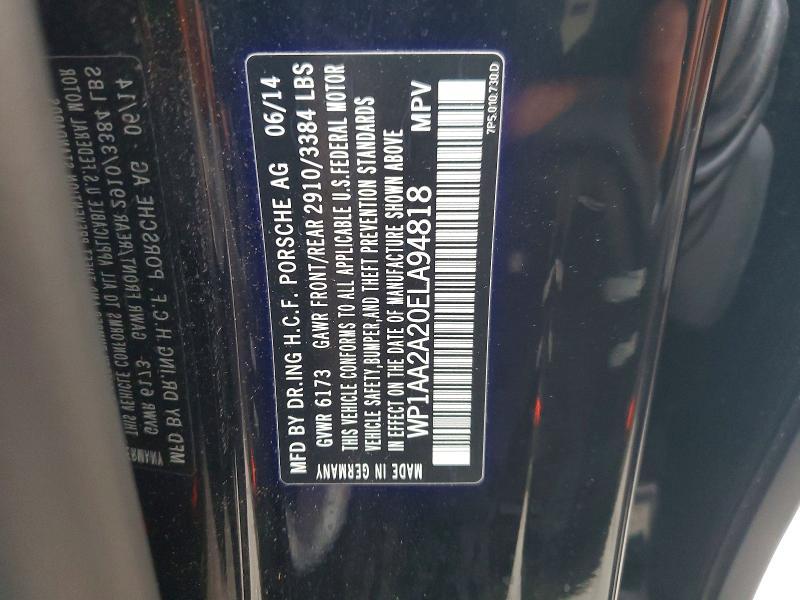 MFD BY DR.ING H.C.F. PORSCHE AG 06/14
GVWR 6173 GAWR FRONT/REAR 2910/3384 LBS
THIS VEHICLE CONFORMS TO ALL APPLICABLE U.S.FEDERAL MOTOR
VEHICLE SAFETY,BUMPER,AND THEFT PREVENTION STANDARDS
IN EFFECT ON THE DATE OF MANUFACTURE SHOWN ABOVE
WP1AA2A20ELA94818 MPV
MADE IN GERMANY
7P5.010.730.D